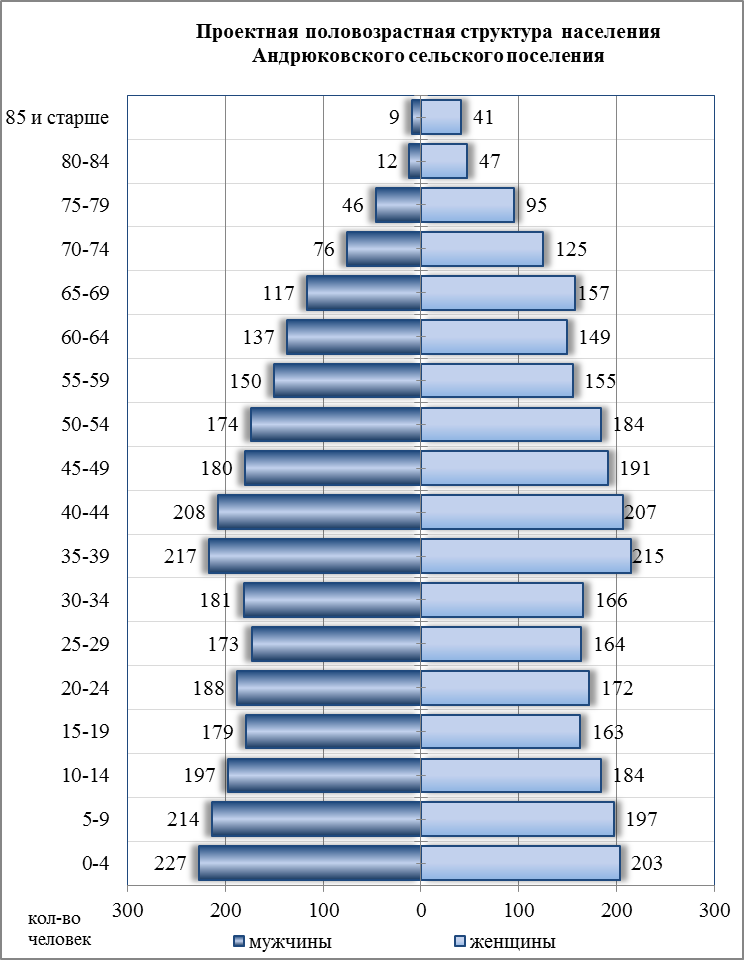 Проектная половозрастная структура населения
Андрюковского сельского поселения
85 и старше 9 41
80-84 12 47
75-79 46 95
70-74 76 125
65-69 117 157
60-64 137 149
55-59 150 155
50-54 174 184
45-49 180 191
40-44 208 207
35-39 217 215
30-34 181 166
25-29 173 164
20-24 188 172
15-19 179 163
10-14 197 184
5-9 214 197
0-4 227 203
300 200 100 0 100 200 300
кол-во
человек
мужчины женщины